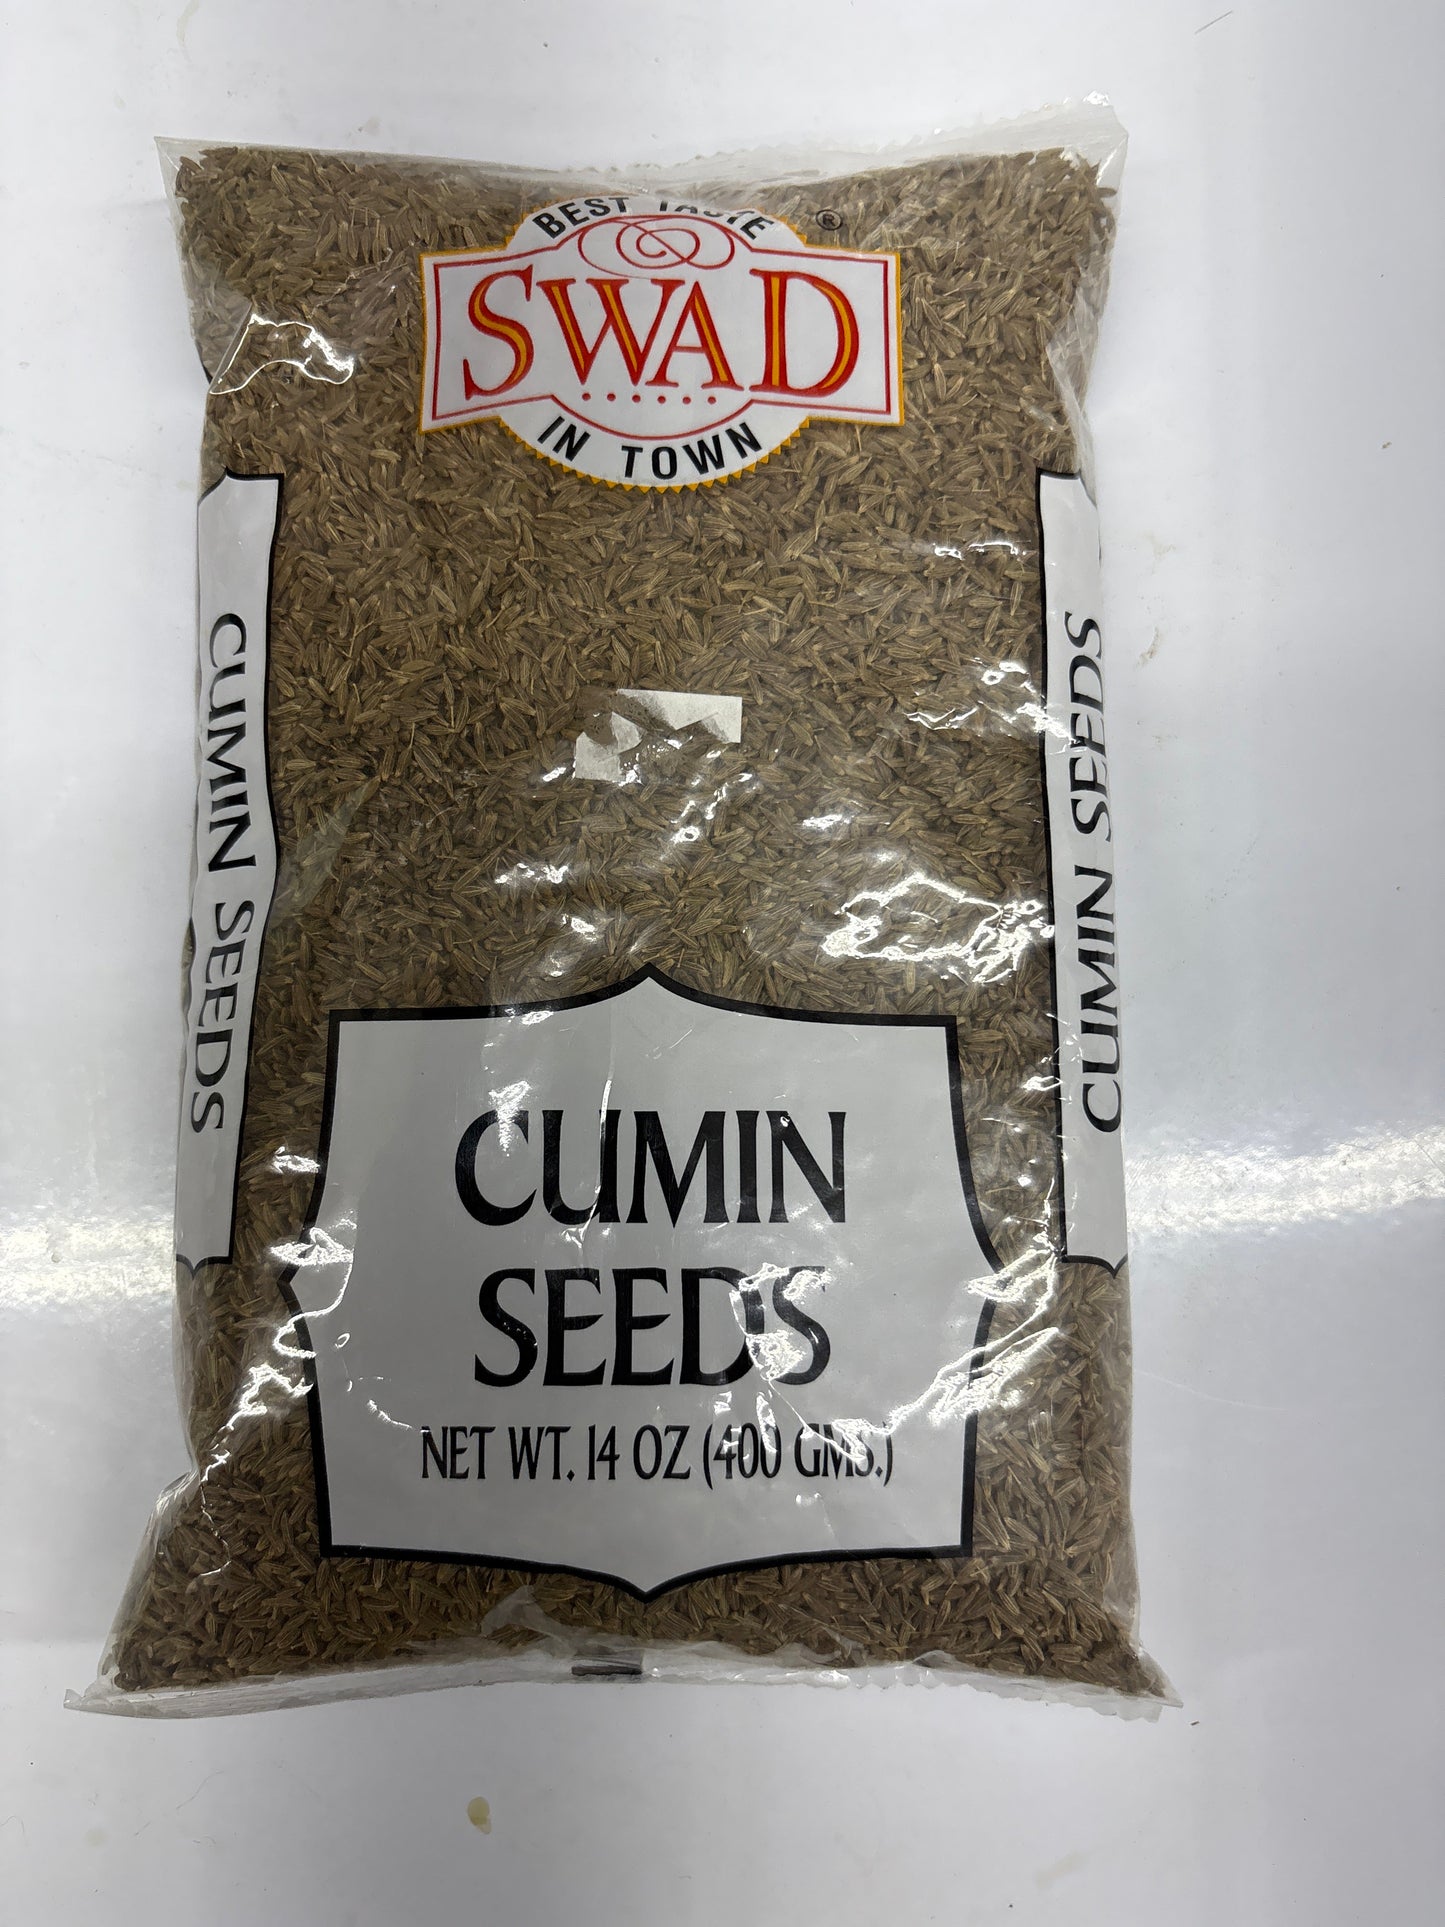 BEST TASTE
®
SWAD
IN TOWN
CUMIN SEEDS
CUMIN SEEDS
CUMIN
SEEDS
NET WT. 14 OZ (400 GMS.)